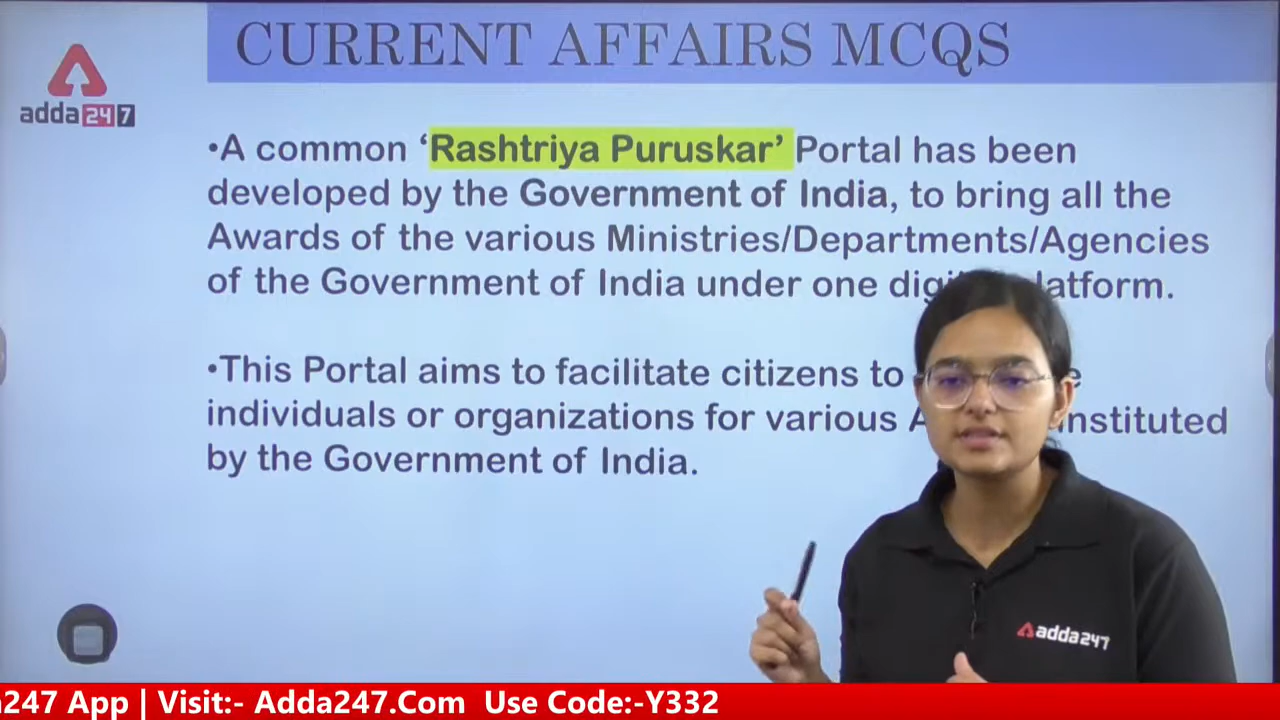 CURRENT AFFAIRS MCQS
adda247
•A common ‘Rashtriya Puruskar’ Portal has been
developed by the Government of India, to bring all the
Awards of the various Ministries/Departments/Agencies
of the Government of India under one
•This Portal aims to facilitate citizens to
individuals or organizations for various
by the Government of India.
adda247
247 App | Visit:- Adda247.Com Use Code:-Y332